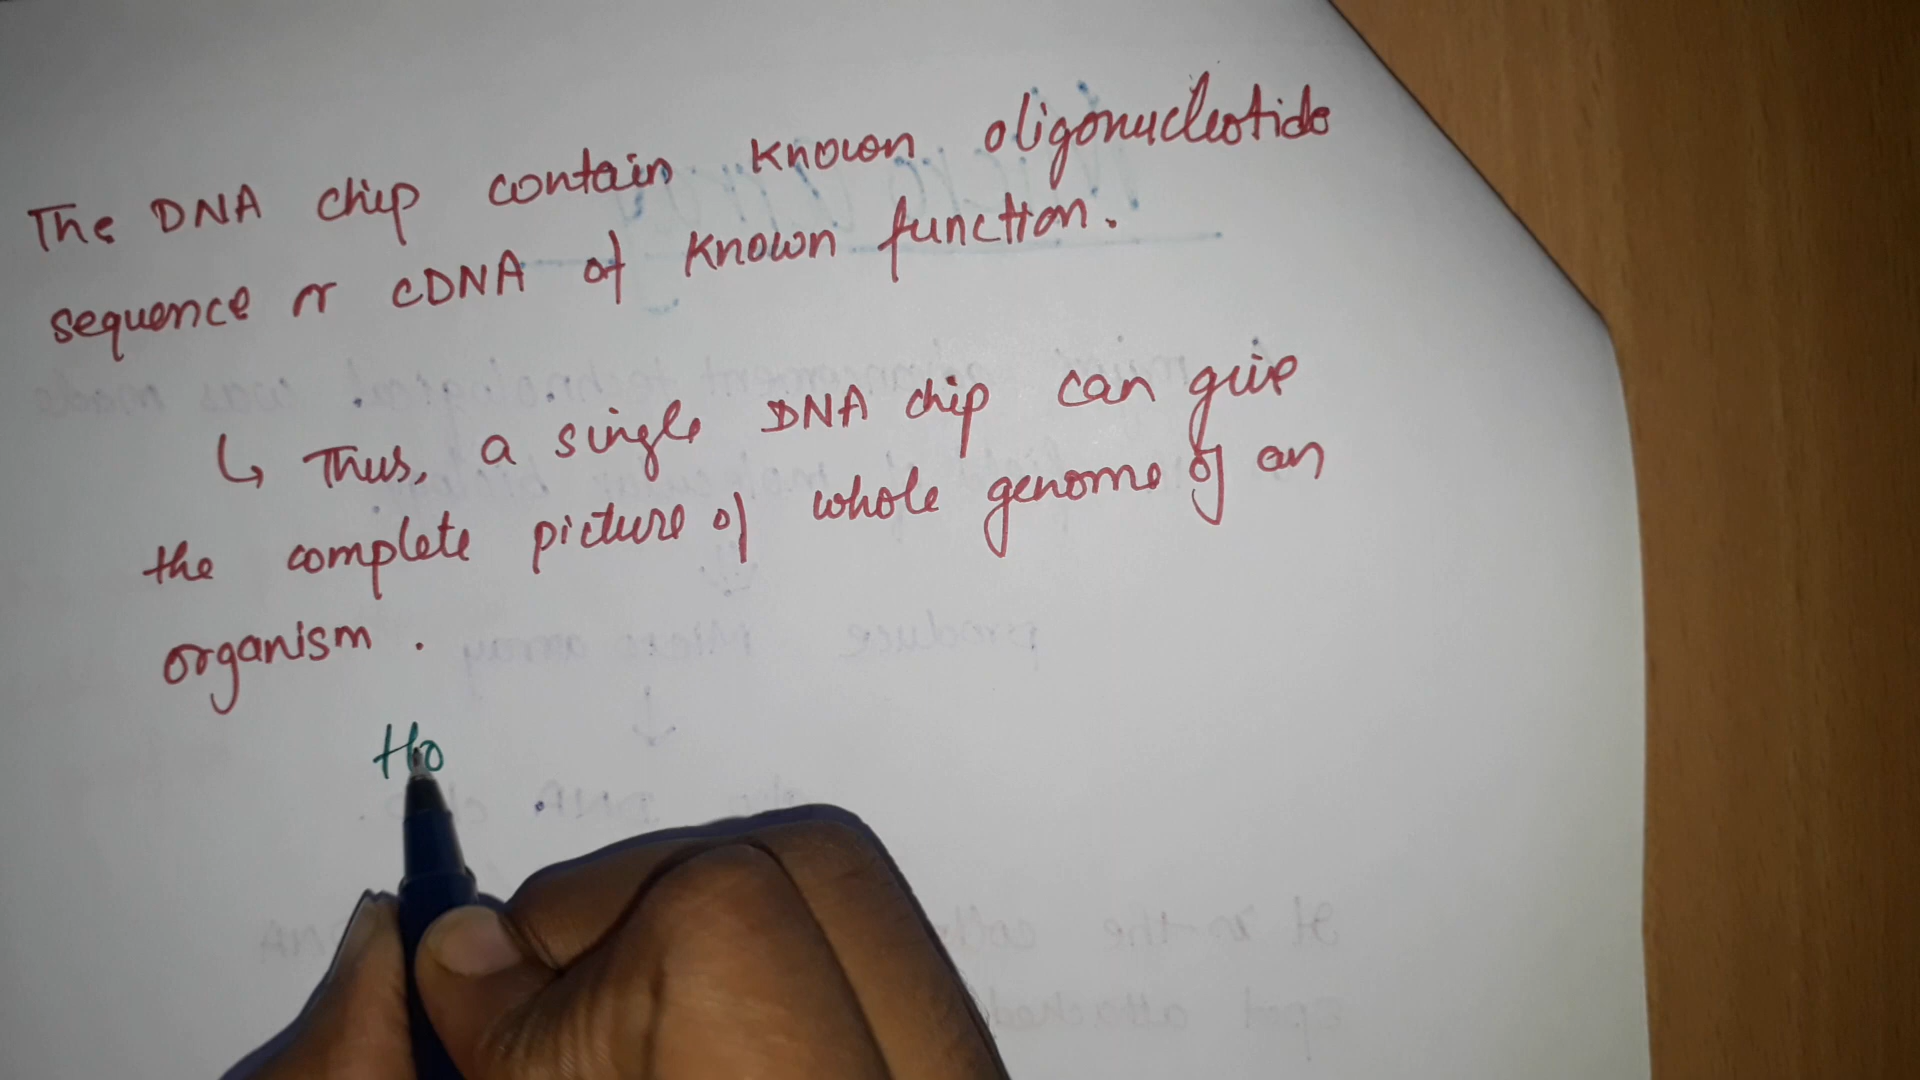 The DNA chip contain known oligonucleotide
sequence or cDNA of known function.
↳ Thus, a single DNA chip can give
the complete picture of whole genome of an
organism.
Ho